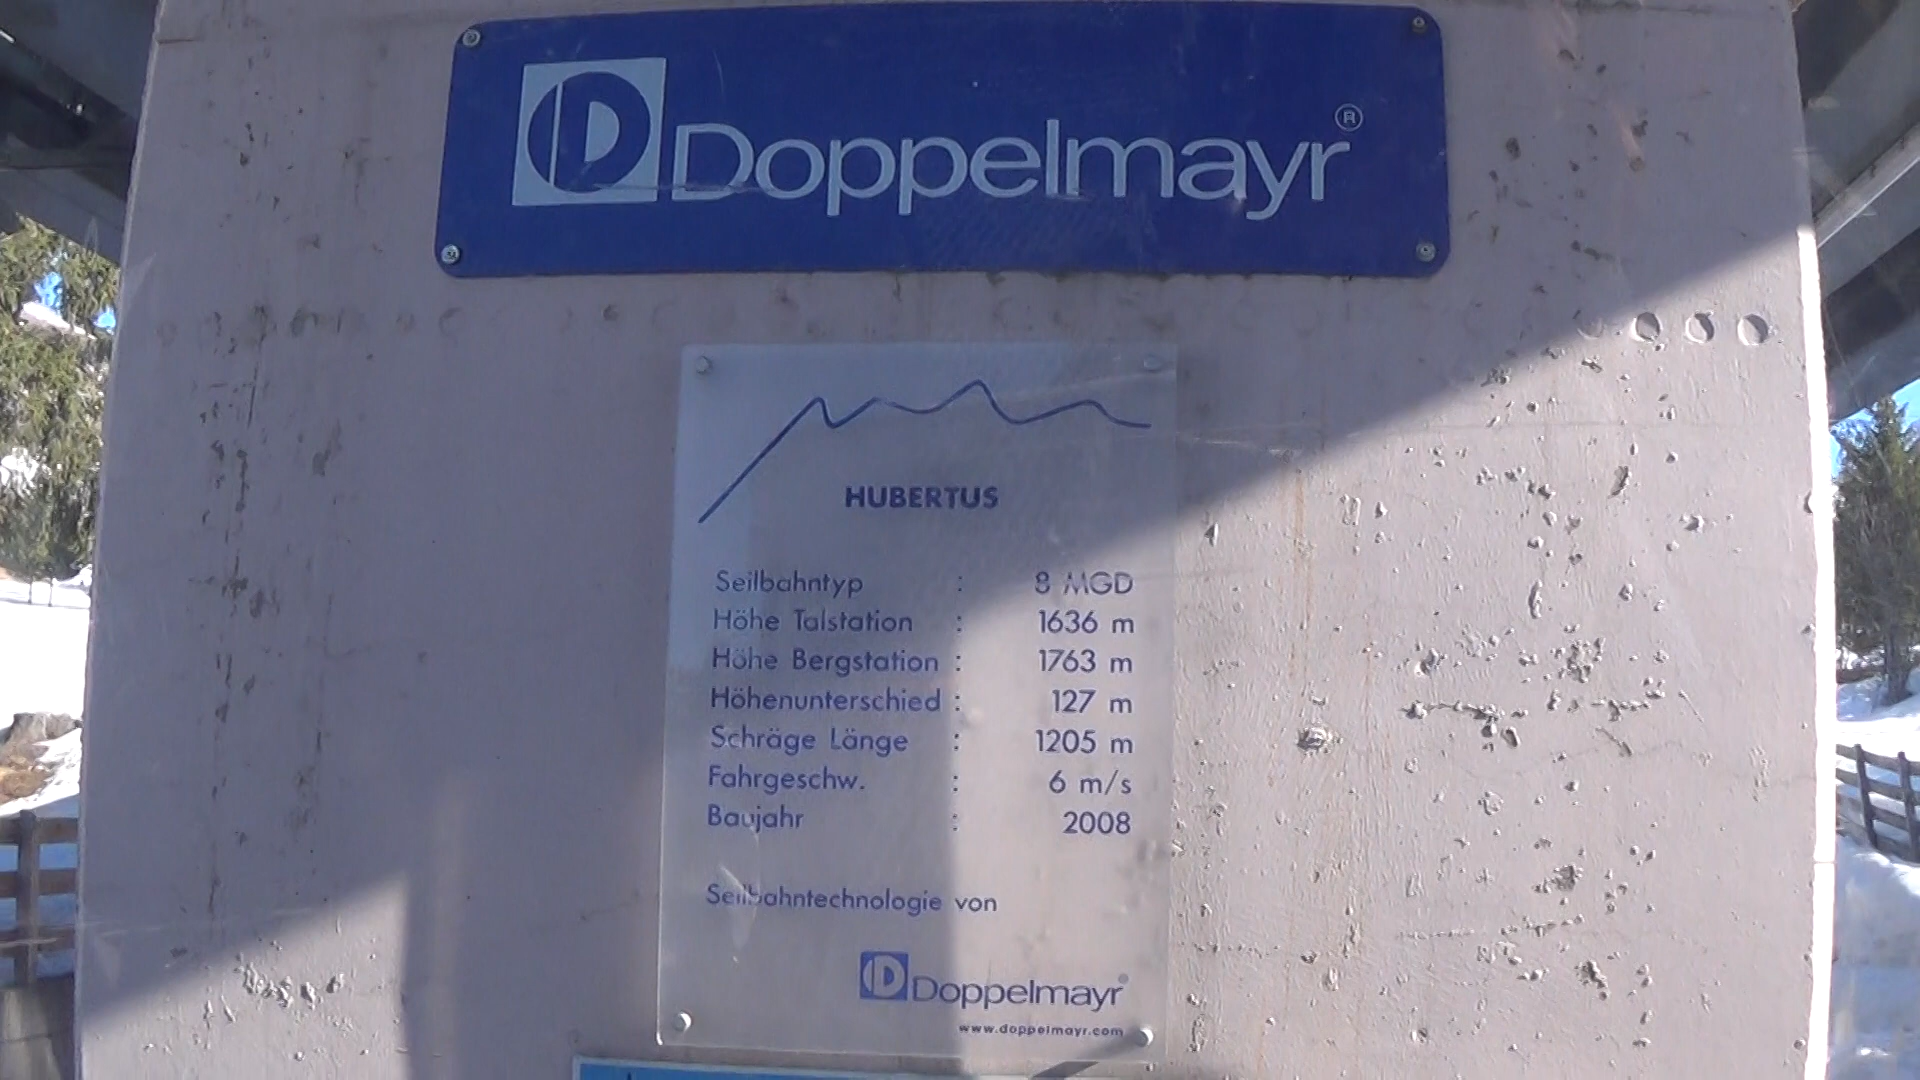 Doppelmayr®
HUBERTUS
Seilbahntyp : 8 MGD
Höhe Talstation : 1636 m
Höhe Bergstation : 1763 m
Höhenunterschied : 127 m
Schräge Länge : 1205 m
Fahrgeschw. : 6 m/s
Baujahr : 2008
Seilbahntechnologie von
Doppelmayr®
www.doppelmayr.com